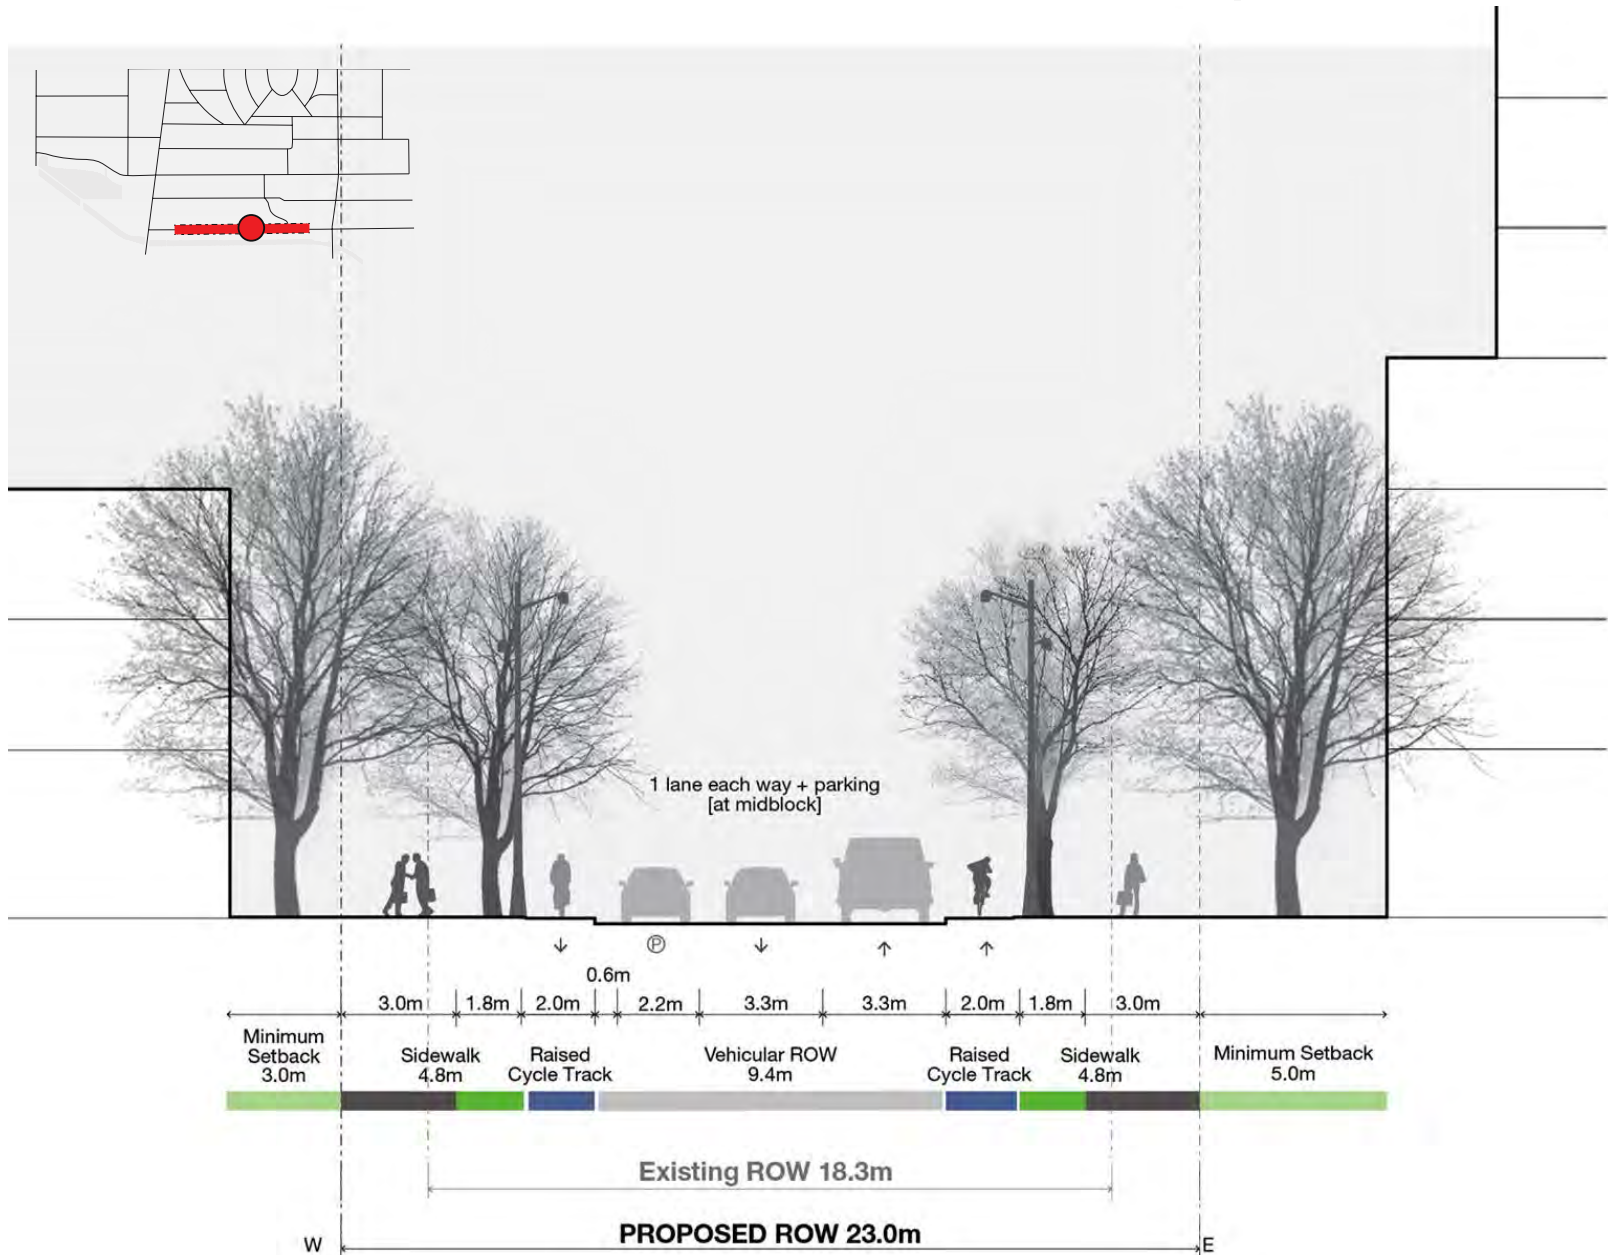 1 lane each way + parking
[at midblock]
P
0.6m
3.0m 1.8m 2.0m 2.2m 3.3m 3.3m 2.0m 1.8m 3.0m
Minimum
Setback
3.0m
Sidewalk
4.8m
Raised
Cycle Track
Vehicular ROW
9.4m
Raised
Cycle Track
Sidewalk
4.8m
Minimum Setback
5.0m
Existing ROW 18.3m
PROPOSED ROW 23.0m
W
E